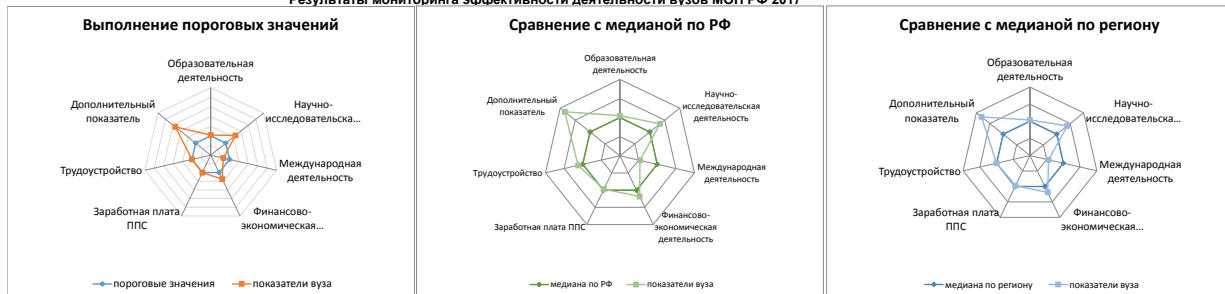 Результаты мониторинга эффективности деятельности вузов МОН РФ 2017
Выполнение пороговых значений
Образовательная
деятельность
Научно-
исследовательска...
Международная
деятельность
Финансово-
экономическая...
Заработная плата
ППС
Трудоустройство
Дополнительный
показатель
пороговые значения
показатели вуза
Сравнение с медианой по РФ
Образовательная
деятельность
Научно-
исследовательская
деятельность
Международная
деятельность
Финансово-
экономическая
деятельность
Заработная плата ППС
Трудоустройство
Дополнительный
показатель
медиана по РФ
показатели вуза
Сравнение с медианой по региону
Образовательная
деятельность
Научно-
исследовательска...
Международная
деятельность
Финансово-
экономическая...
Заработная плата
ППС
Трудоустройство
Дополнительный
показатель
медиана по региону
показатели вуза